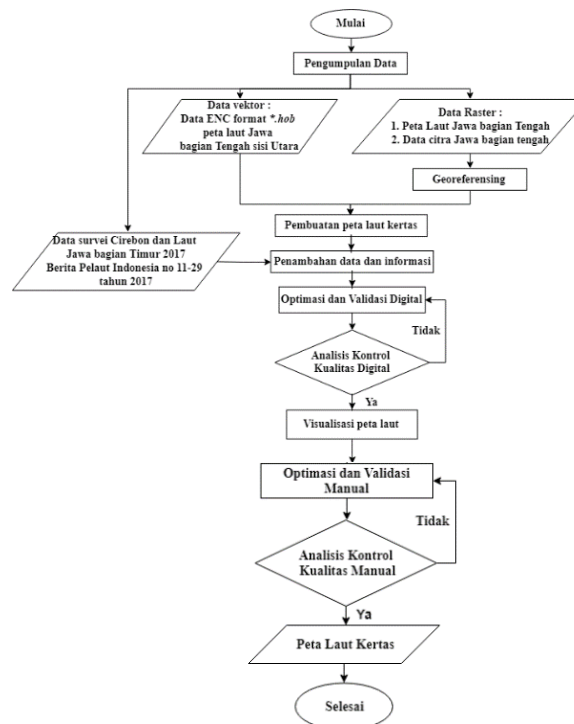 Mulai
Pengumpulan Data
Data vektor :
Data ENC format *.hob
peta laut Jawa
bagian Tengah sisi Utara
Data Raster :
1. Peta Laut Jawa bagian Tengah
2. Data citra Jawa bagian tengah
Georeferensing
Pembuatan peta laut kertas
Data survei Cirebon dan Laut
Jawa bagian Timur 2017
Berita Pelaut Indonesia no 11-29
tahun 2017
Penambahan data dan informasi
Optimasi dan Validasi Digital
Tidak
Analisis Kontrol
Kualitas Digital
Ya
Visualisasi peta laut
Optimasi dan Validasi
Manual
Tidak
Analisis Kontrol
Kualitas Manual
Ya
Peta Laut Kertas
Selesai